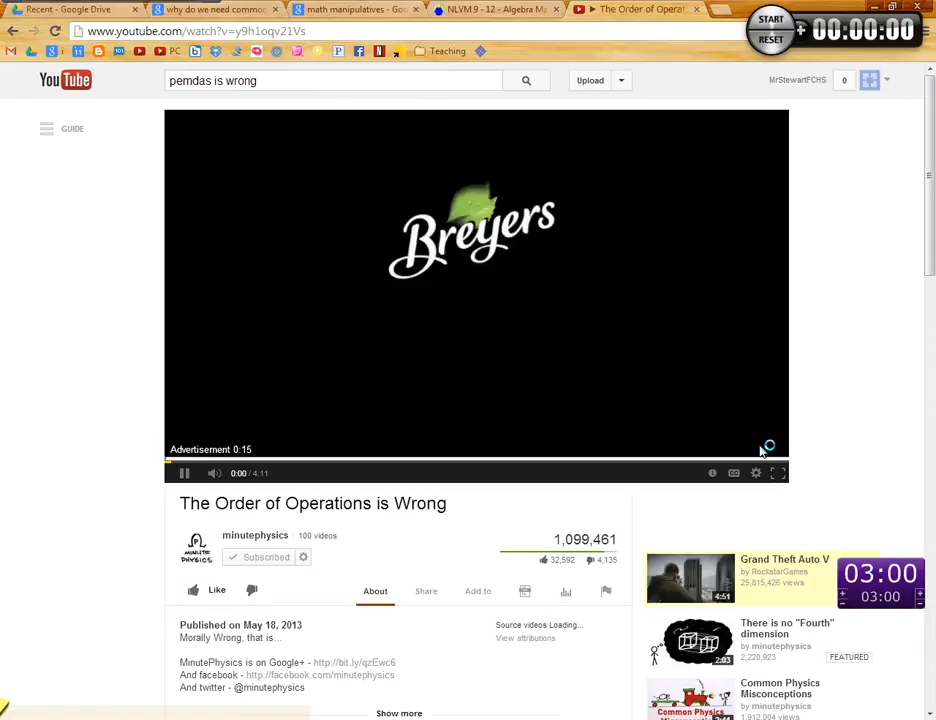 Recent - Google Drive
why do we need commo
math manipulatives - Goo
NLVM 9 - 12 - Algebra Ma
The Order of Operat
START
RESET
00:00:00
www.youtube.com/watch?v=y9h1oqv21Vs
PC
Teaching
YouTube
pemdas is wrong
Upload
MrStewartFCHS
0
GUIDE
Breyers
Advertisement 0:15
0:00 / 4:11
The Order of Operations is Wrong
minutephysics · 100 videos
MINUTE PHYSICS
Subscribed
1,099,461
32,592
4,135
Like
About
Share
Add to
Published on May 18, 2013
Morally Wrong, that is...
MinutePhysics is on Google+ - http://bit.ly/qzEwc6
And facebook - http://facebook.com/minutephysics
And twitter - @minutephysics
Show more
Source videos Loading...
View attributions
Grand Theft Auto V
by RockstarGames
25,815,426 views
4:51
03:00
03:00
There is no "Fourth"
dimension
by minutephysics
2,220,923
FEATURED
2:03
Common Physics
Misconceptions
by minutephysics
1,912,004 views
Common Physics